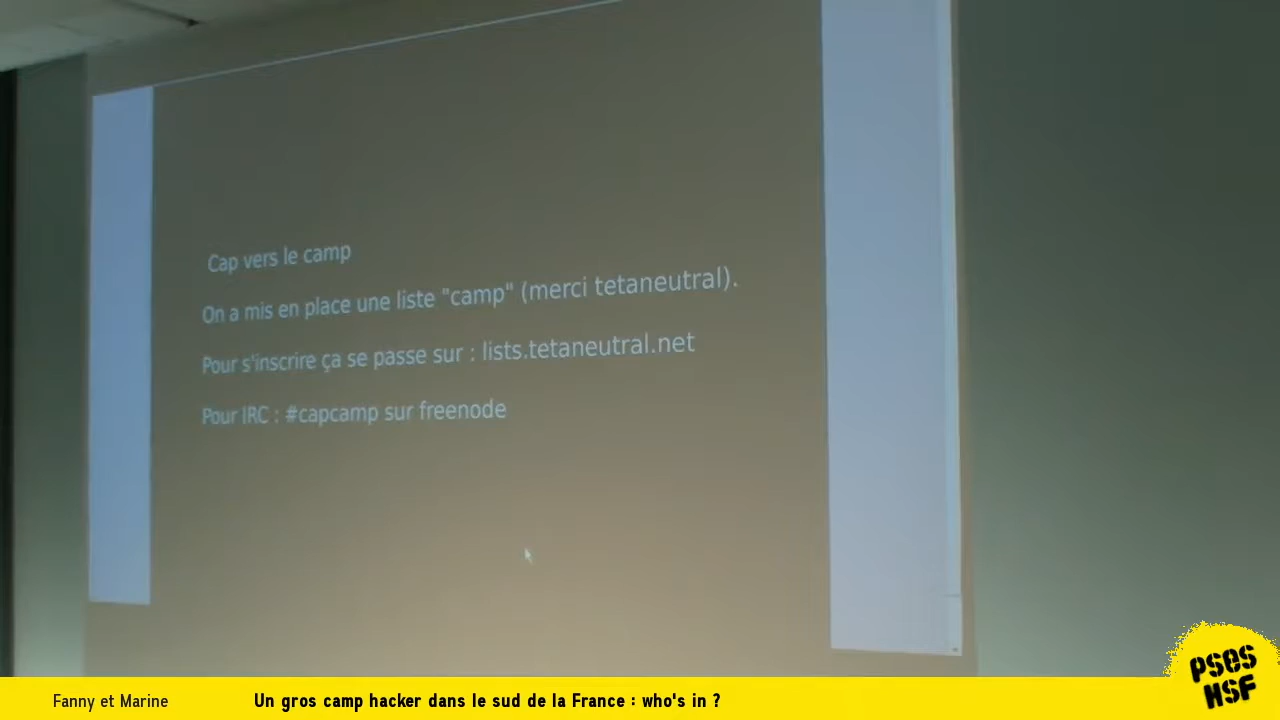 Cap vers le camp
On a mis en place une liste "camp" (merci tetaneutral).
Pour s'inscrire ça se passe sur : lists.tetaneutral.net
Pour IRC : #capcamp sur freenode
PSES
HSF
Fanny et Marine Un gros camp hacker dans le sud de la France : who's in ?